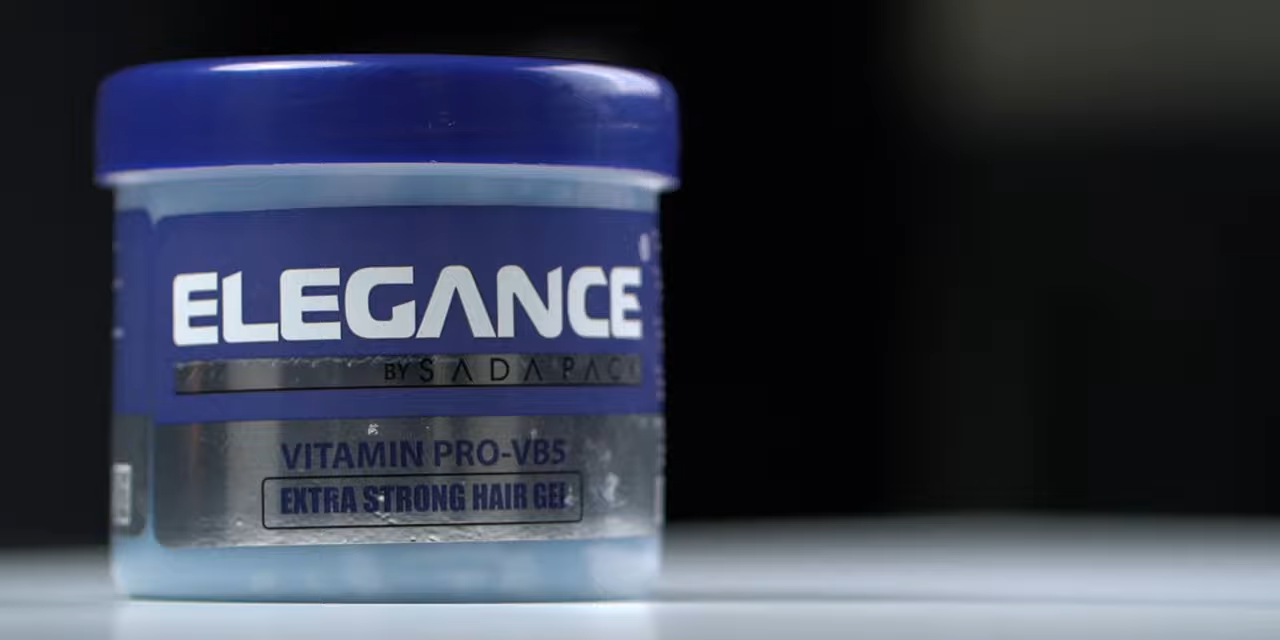 ELEGANCE
BY SADA PACK
VITAMIN PRO-VB5
EXTRA STRONG HAIR GEL